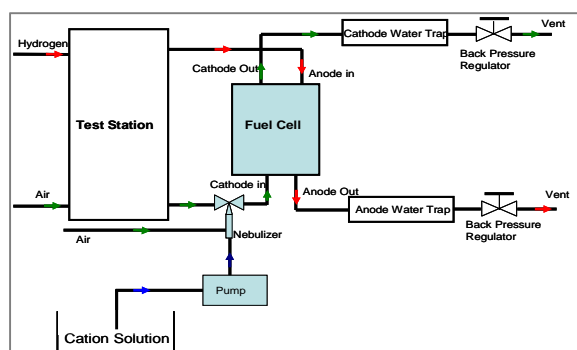 Hydrogen
Test Station
Air
Air
Cathode Out
Anode in
Fuel Cell
Cathode in
Anode Out
Nebulizer
Pump
Cation Solution
Cathode Water Trap
Back Pressure
Regulator
Vent
Anode Water Trap
Back Pressure
Regulator
Vent